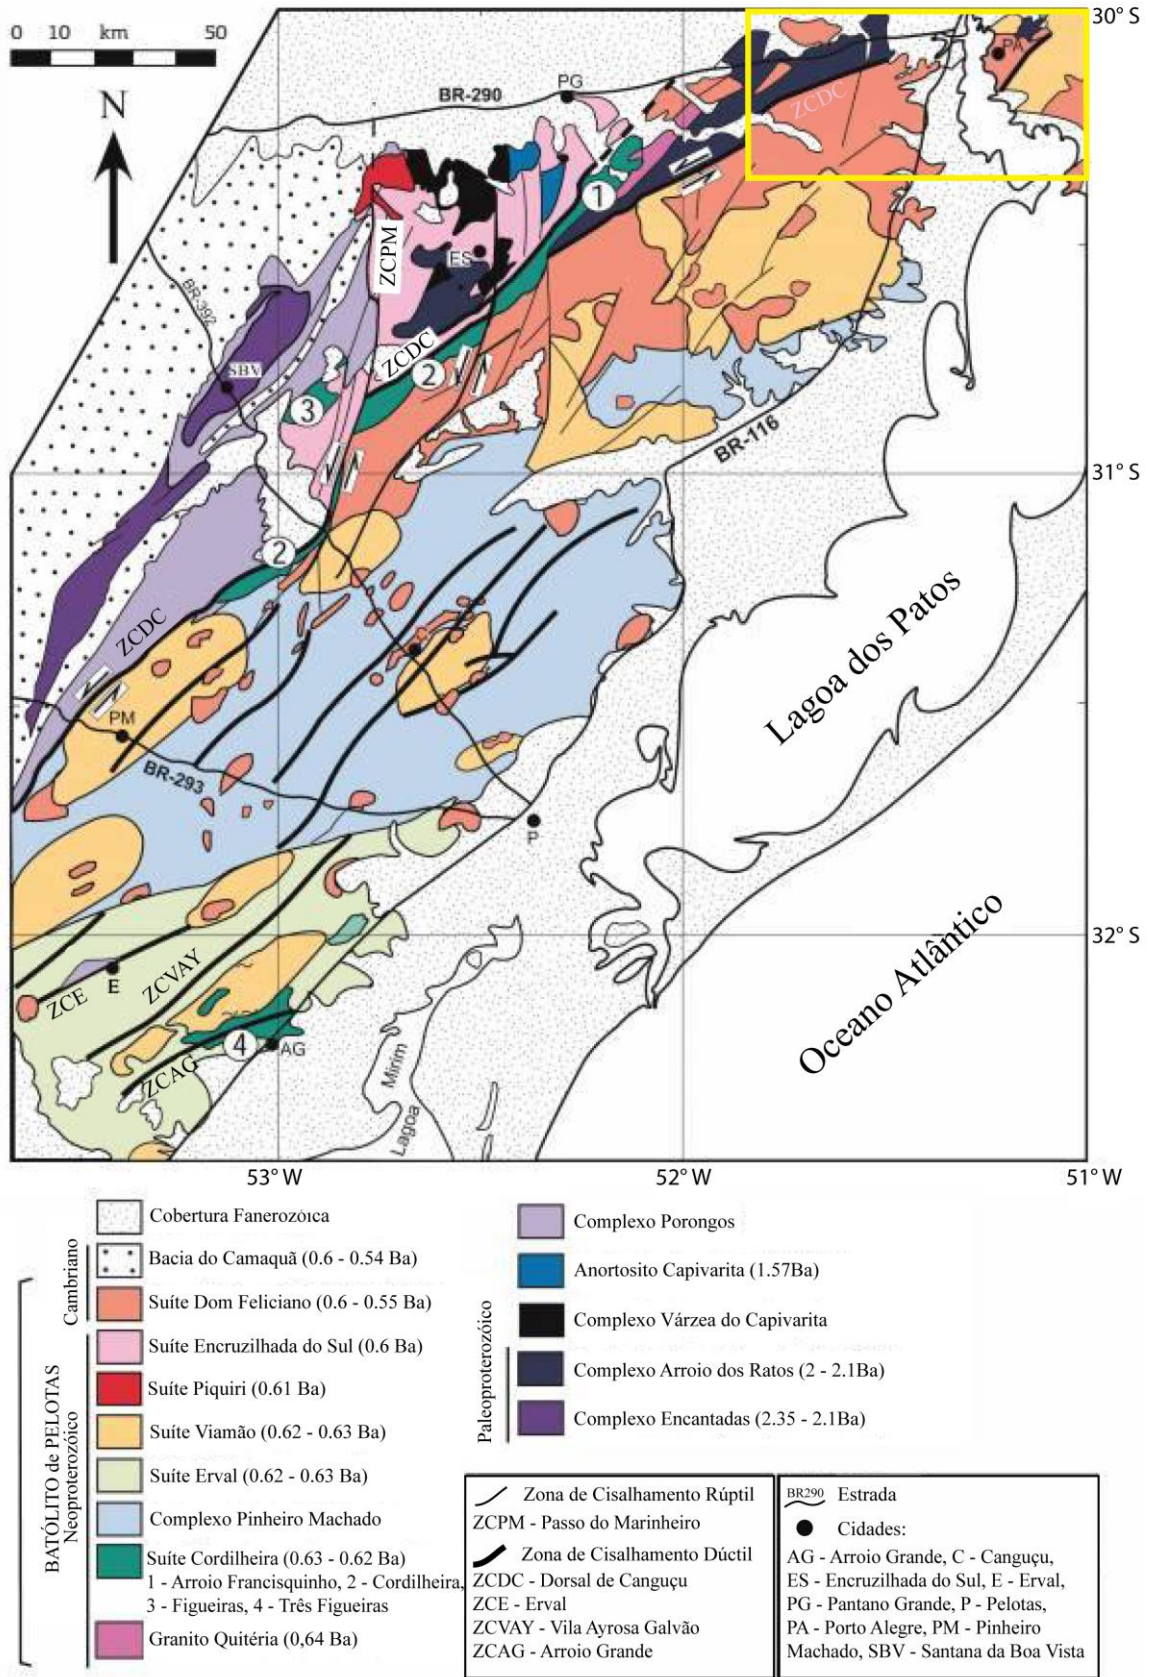 0 10 km 50
30° S
N
BR-290
PG
PA
ZCDC
1
ZCPM
ES
BR-392
SBV
ZCDC
2
3
BR-116
31° S
2
ZCDC
Lagoa dos Patos
C
PM
BR-293
P
32° S
Oceano Atlântico
ZCE
E
ZCVAY
4
AG
ZCAG
Lagoa Mirim
53° W
52° W
51° W
BATÓLITO de PELOTAS
Cambriano
Neoproterozóico
Cobertura Fanerozóica
Bacia do Camaquã (0.6 - 0.54 Ba)
Suíte Dom Feliciano (0.6 - 0.55 Ba)
Suíte Encruzilhada do Sul (0.6 Ba)
Suíte Piquiri (0.61 Ba)
Suíte Viamão (0.62 - 0.63 Ba)
Suíte Erval (0.62 - 0.63 Ba)
Complexo Pinheiro Machado
Suíte Cordilheira (0.63 - 0.62 Ba)
1 - Arroio Francisquinho, 2 - Cordilheira,
3 - Figueiras, 4 - Três Figueiras
Granito Quitéria (0,64 Ba)
Paleoproterozóico
Complexo Porongos
Anortosito Capivarita (1.57Ba)
Complexo Várzea do Capivarita
Complexo Arroio dos Ratos (2 - 2.1Ba)
Complexo Encantadas (2.35 - 2.1Ba)
Zona de Cisalhamento Rúptil
ZCPM - Passo do Marinheiro
Zona de Cisalhamento Dúctil
ZCDC - Dorsal de Canguçu
ZCE - Erval
ZCVAY - Vila Ayrosa Galvão
ZCAG - Arroio Grande
BR290 Estrada
Cidades:
AG - Arroio Grande, C - Canguçu,
ES - Encruzilhada do Sul, E - Erval,
PG - Pantano Grande, P - Pelotas,
PA - Porto Alegre, PM - Pinheiro
Machado, SBV - Santana da Boa Vista